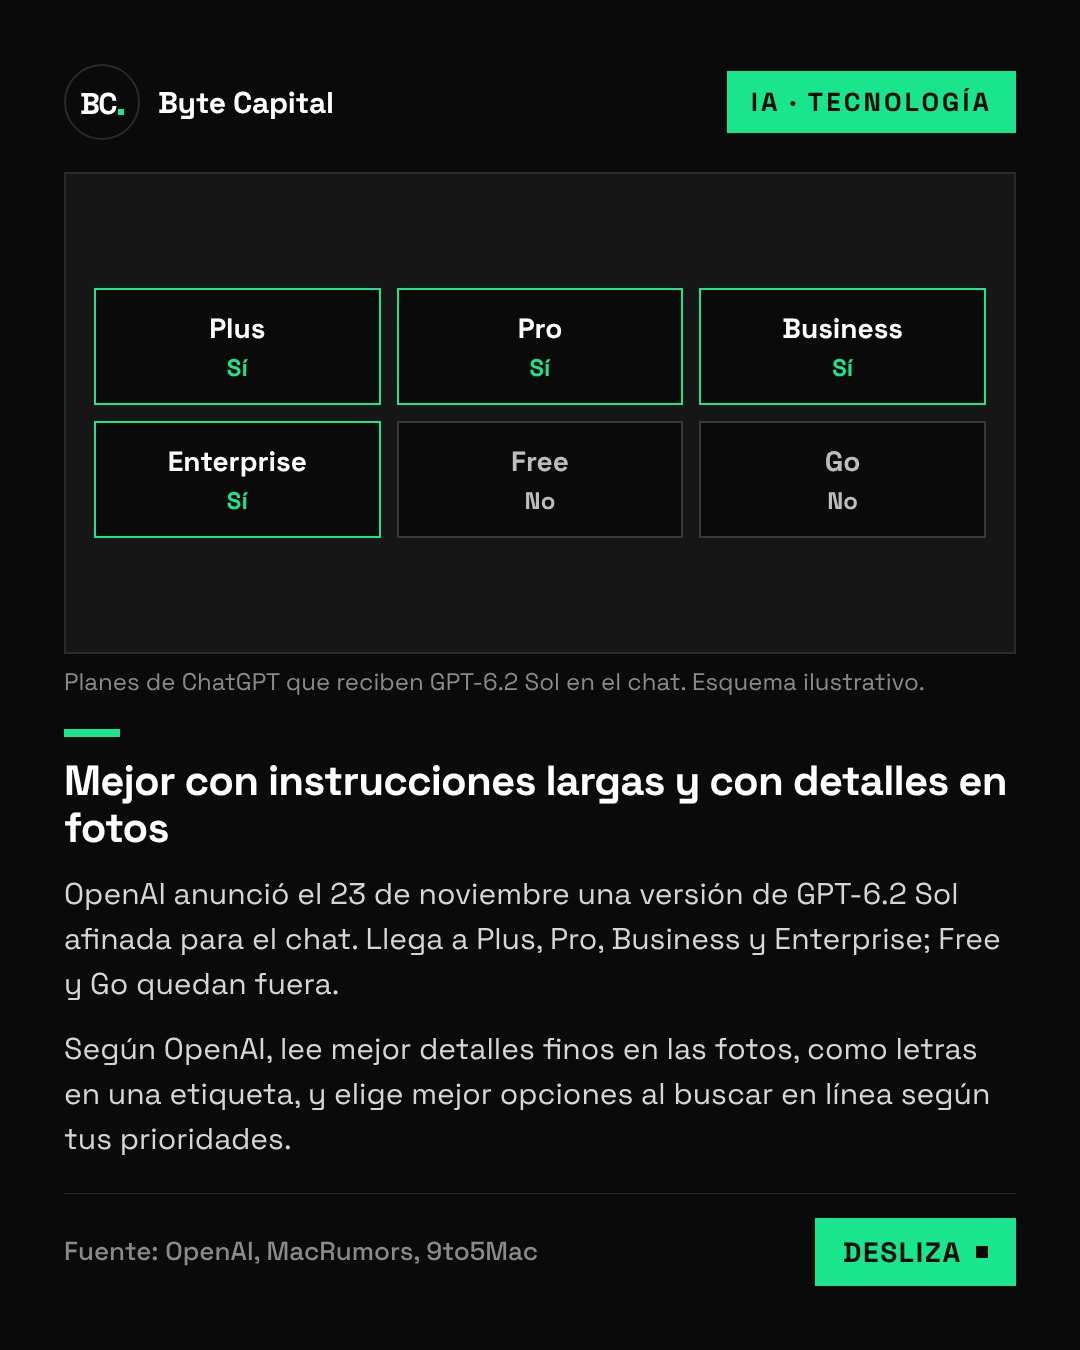 BC.
Byte Capital
IA · TECNOLOGÍA
Plus
Sí
Pro
Sí
Business
Sí
Enterprise
Sí
Free
No
Go
No
Planes de ChatGPT que reciben GPT-6.2 Sol en el chat. Esquema ilustrativo.
Mejor con instrucciones largas y con detalles en
fotos
OpenAI anunció el 23 de noviembre una versión de GPT-6.2 Sol
afinada para el chat. Llega a Plus, Pro, Business y Enterprise; Free
y Go quedan fuera.
Según OpenAI, lee mejor detalles finos en las fotos, como letras
en una etiqueta, y elige mejor opciones al buscar en línea según
tus prioridades.
Fuente: OpenAI, MacRumors, 9to5Mac
DESLIZA